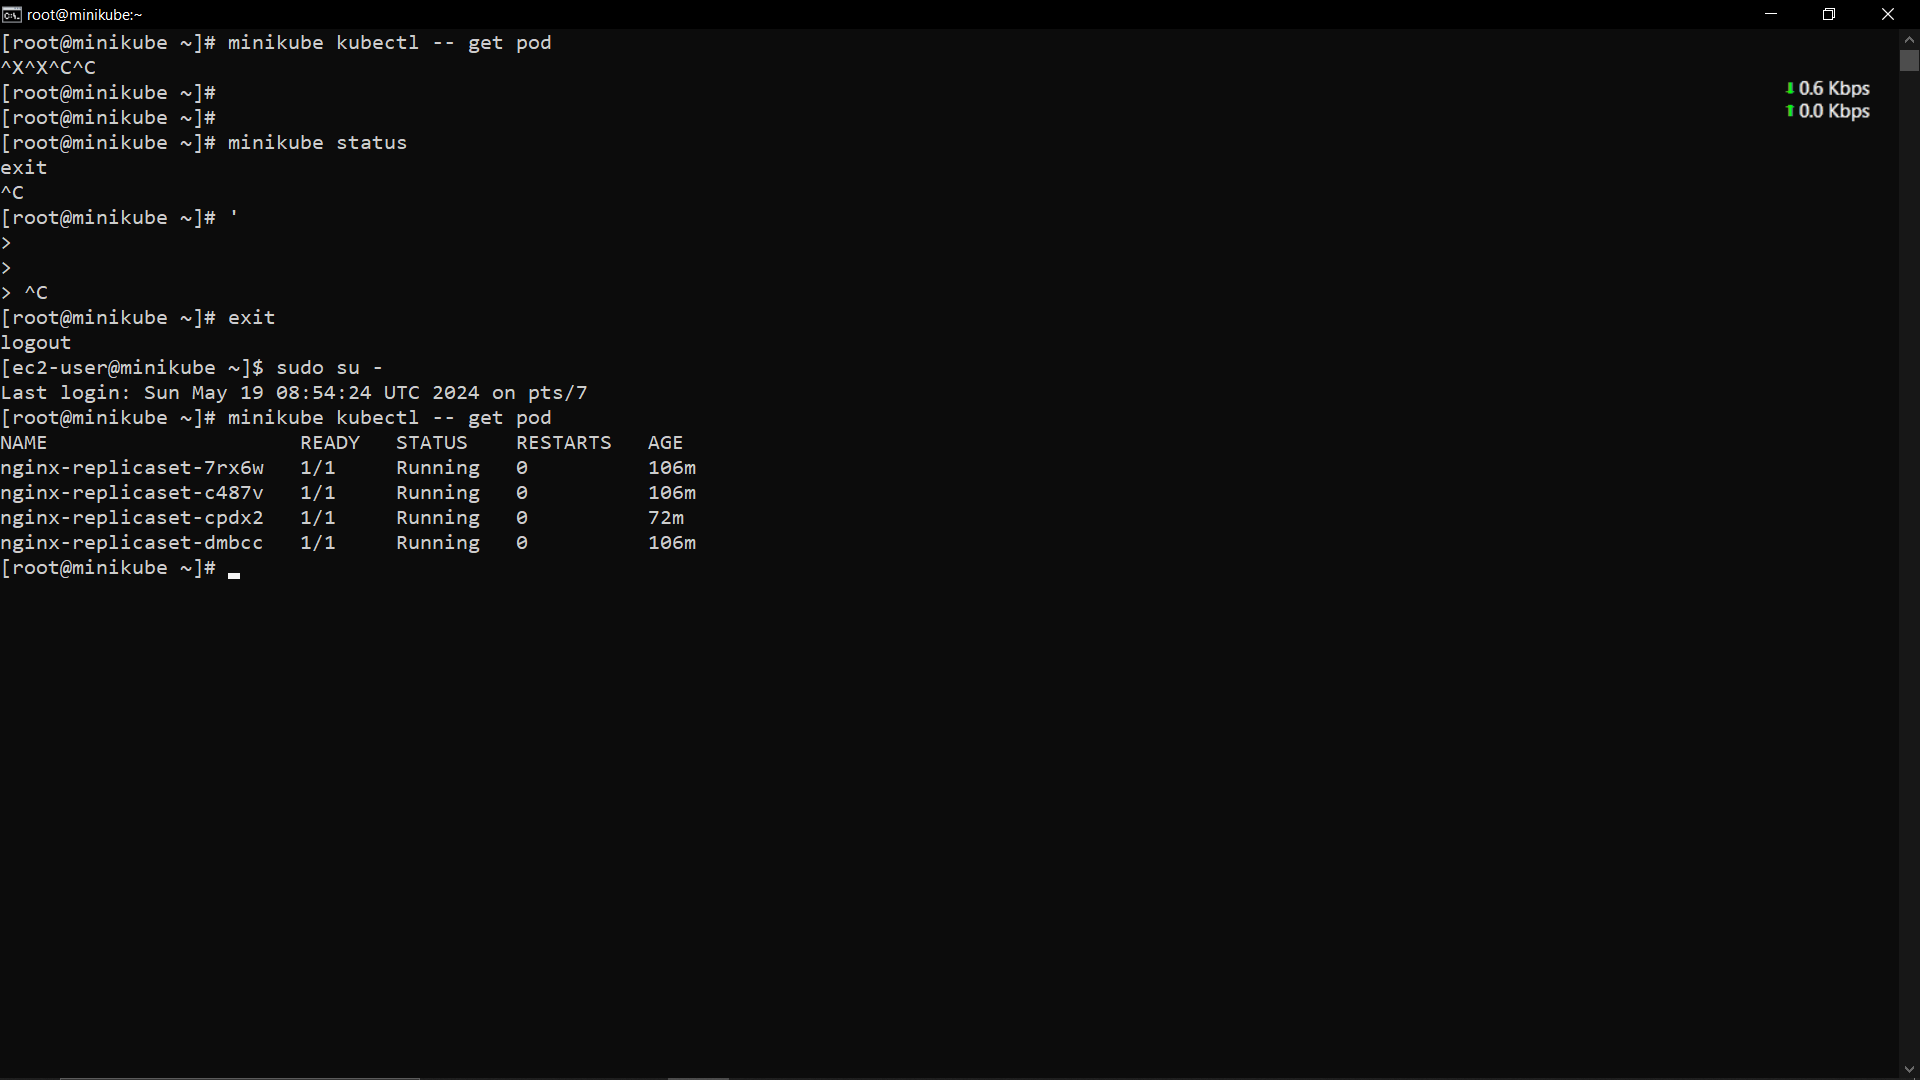 root@minikube:~
[root@minikube ~]# minikube kubectl -- get pod
^X^X^C^C
[root@minikube ~]#
[root@minikube ~]#
[root@minikube ~]# minikube status
exit
^C
[root@minikube ~]# '
>
>
> ^C
[root@minikube ~]# exit
logout
[ec2-user@minikube ~]$ sudo su -
Last login: Sun May 19 08:54:24 UTC 2024 on pts/7
[root@minikube ~]# minikube kubectl -- get pod
NAME                     READY   STATUS    RESTARTS   AGE
nginx-replicaset-7rx6w   1/1     Running   0          106m
nginx-replicaset-c487v   1/1     Running   0          106m
nginx-replicaset-cpdx2   1/1     Running   0          72m
nginx-replicaset-dmbcc   1/1     Running   0          106m
[root@minikube ~]#
0.6 Kbps
0.0 Kbps